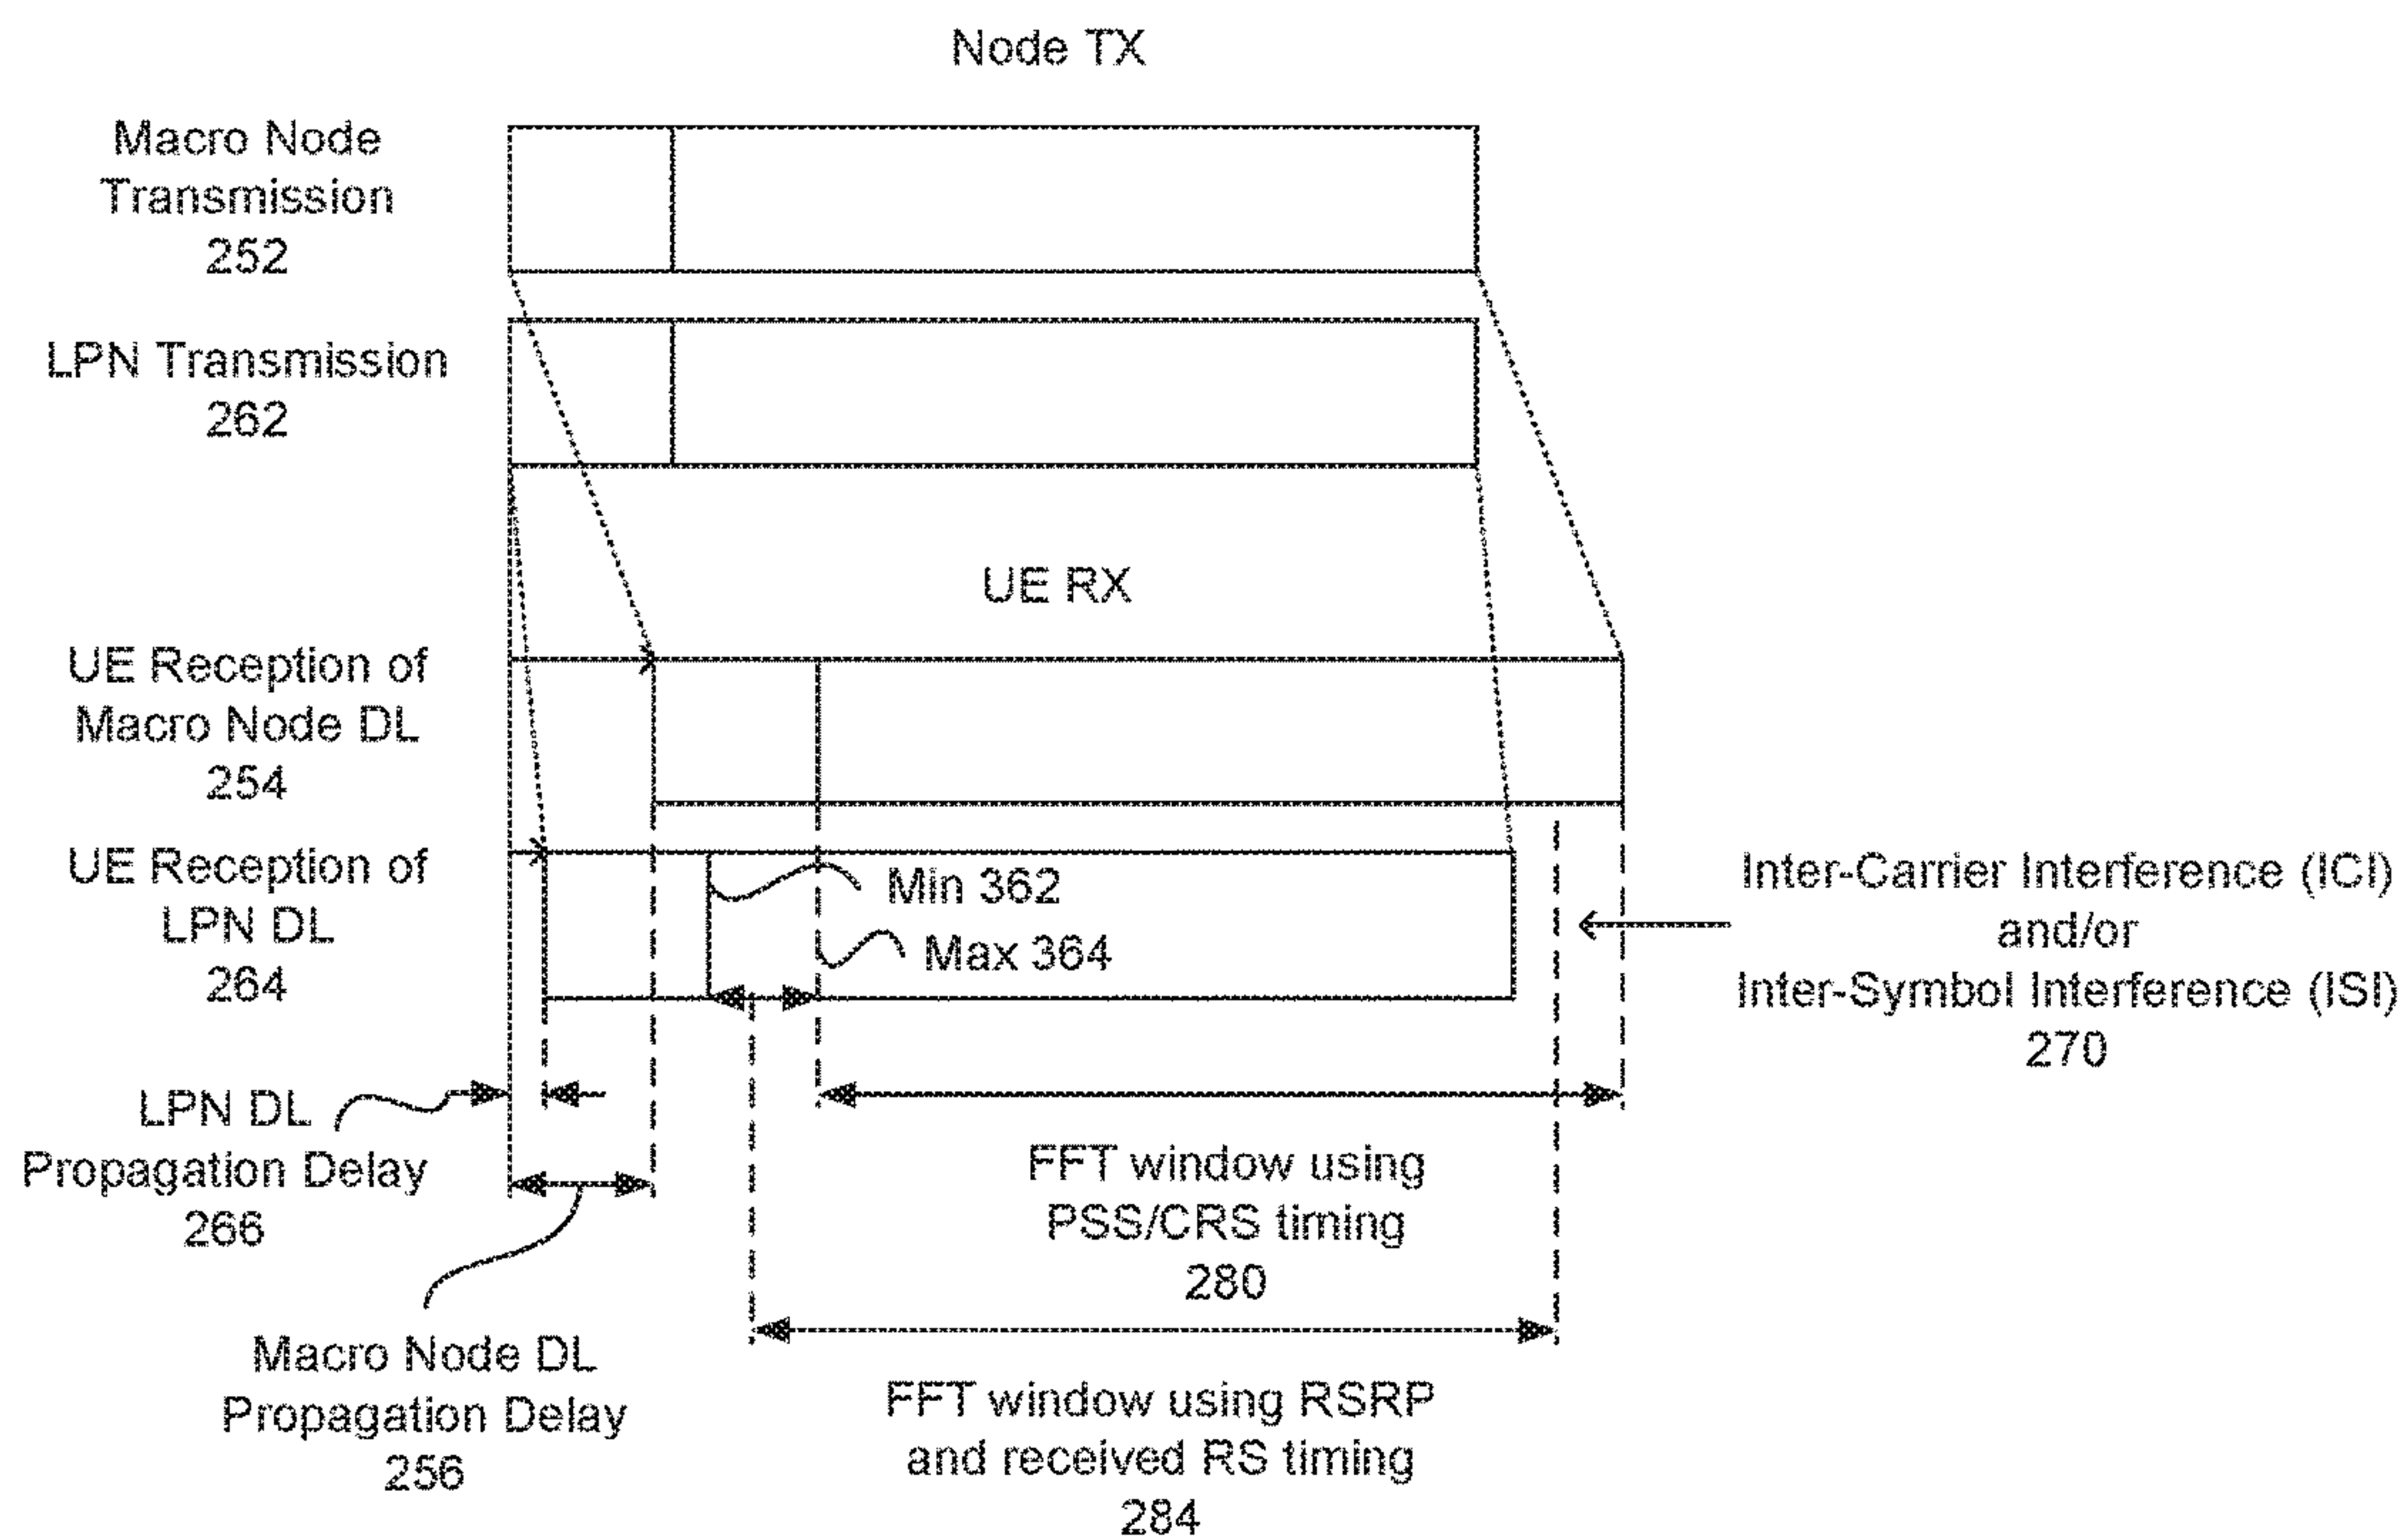 Node TX
Macro Node
Transmission
252
LPN Transmission
262
UE RX
UE Reception of
Macro Node DL
254
UE Reception of
LPN DL
264
Min 362
Max 364
Inter-Carrier Interference (ICI)
and/or
Inter-Symbol Interference (ISI)
270
LPN DL
Propagation Delay
266
FFT window using
PSS/CRS timing
280
Macro Node DL
Propagation Delay
256
FFT window using RSRP
and received RS timing
284